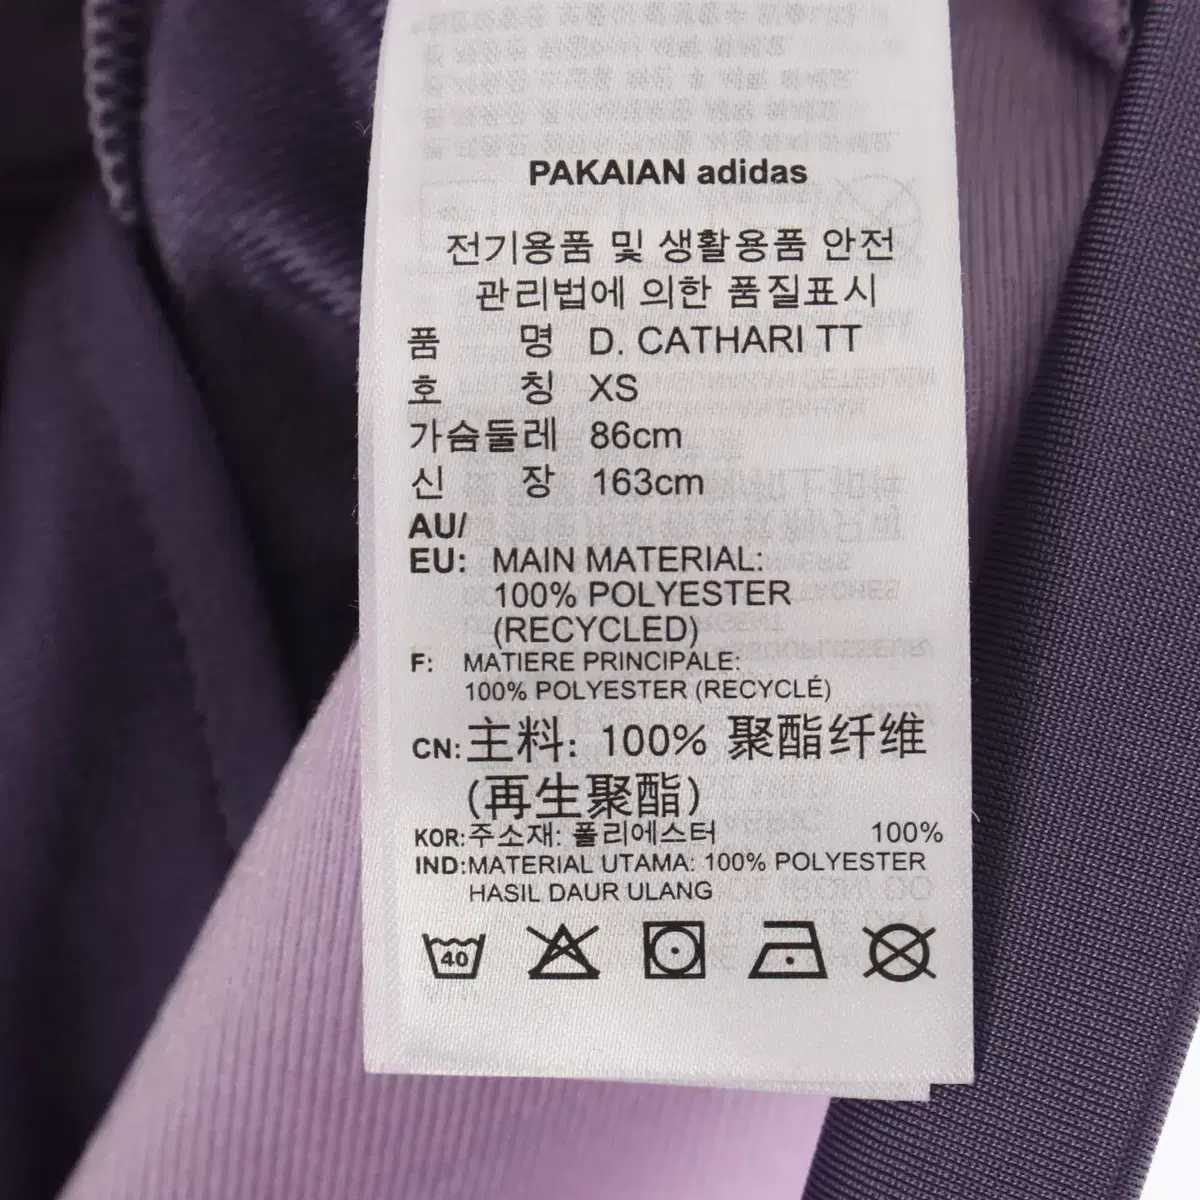 PAKAIAN adidas
전기용품 및 생활용품 안전
관리법에 의한 품질표시
품 명 D. CATHARI TT
호 칭 XS
가슴둘레 86cm
신 장 163cm
AU/
EU: MAIN MATERIAL:
100% POLYESTER
(RECYCLED)
F: MATIERE PRINCIPALE:
100% POLYESTER (RECYCLÉ)
CN: 主料: 100% 聚酯纤维
(再生聚酯)
KOR: 주소재: 폴리에스터 100%
IND: MATERIAL UTAMA: 100% POLYESTER
HASIL DAUR ULANG
40